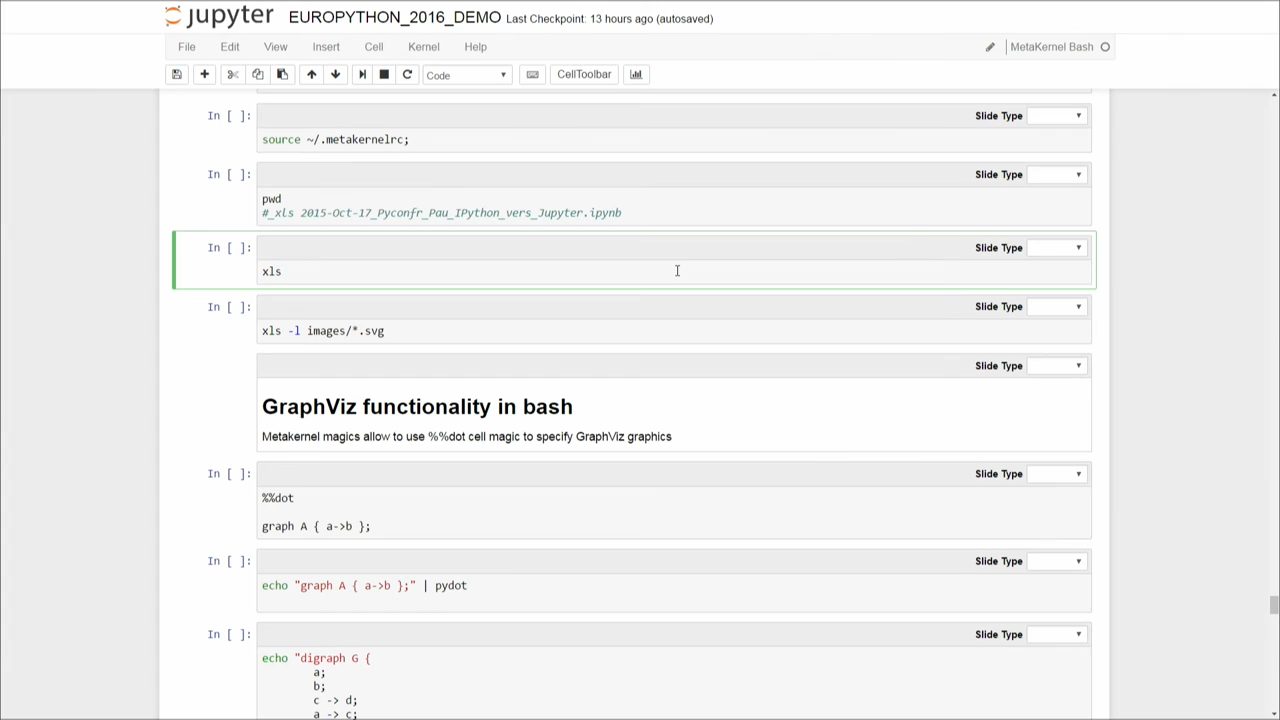 jupyter EUROPYTHON_2016_DEMO Last Checkpoint: 13 hours ago (autosaved)
File Edit View Insert Cell Kernel Help MetaKernel Bash
Code CellToolbar
In [ ]: Slide Type
source ~/.metakernelrc;
In [ ]: Slide Type
pwd
#_xls 2015-Oct-17_Pyconfr_Pau_IPython_vers_Jupyter.ipynb
In [ ]: Slide Type
xls
In [ ]: Slide Type
xls -l images/*.svg
Slide Type
GraphViz functionality in bash
Metakernel magics allow to use %%dot cell magic to specify GraphViz graphics
In [ ]: Slide Type
%%dot
graph A { a->b };
In [ ]: Slide Type
echo "graph A { a->b };" | pydot
In [ ]: Slide Type
echo "digraph G {
a;
b;
c -> d;
a -> c;